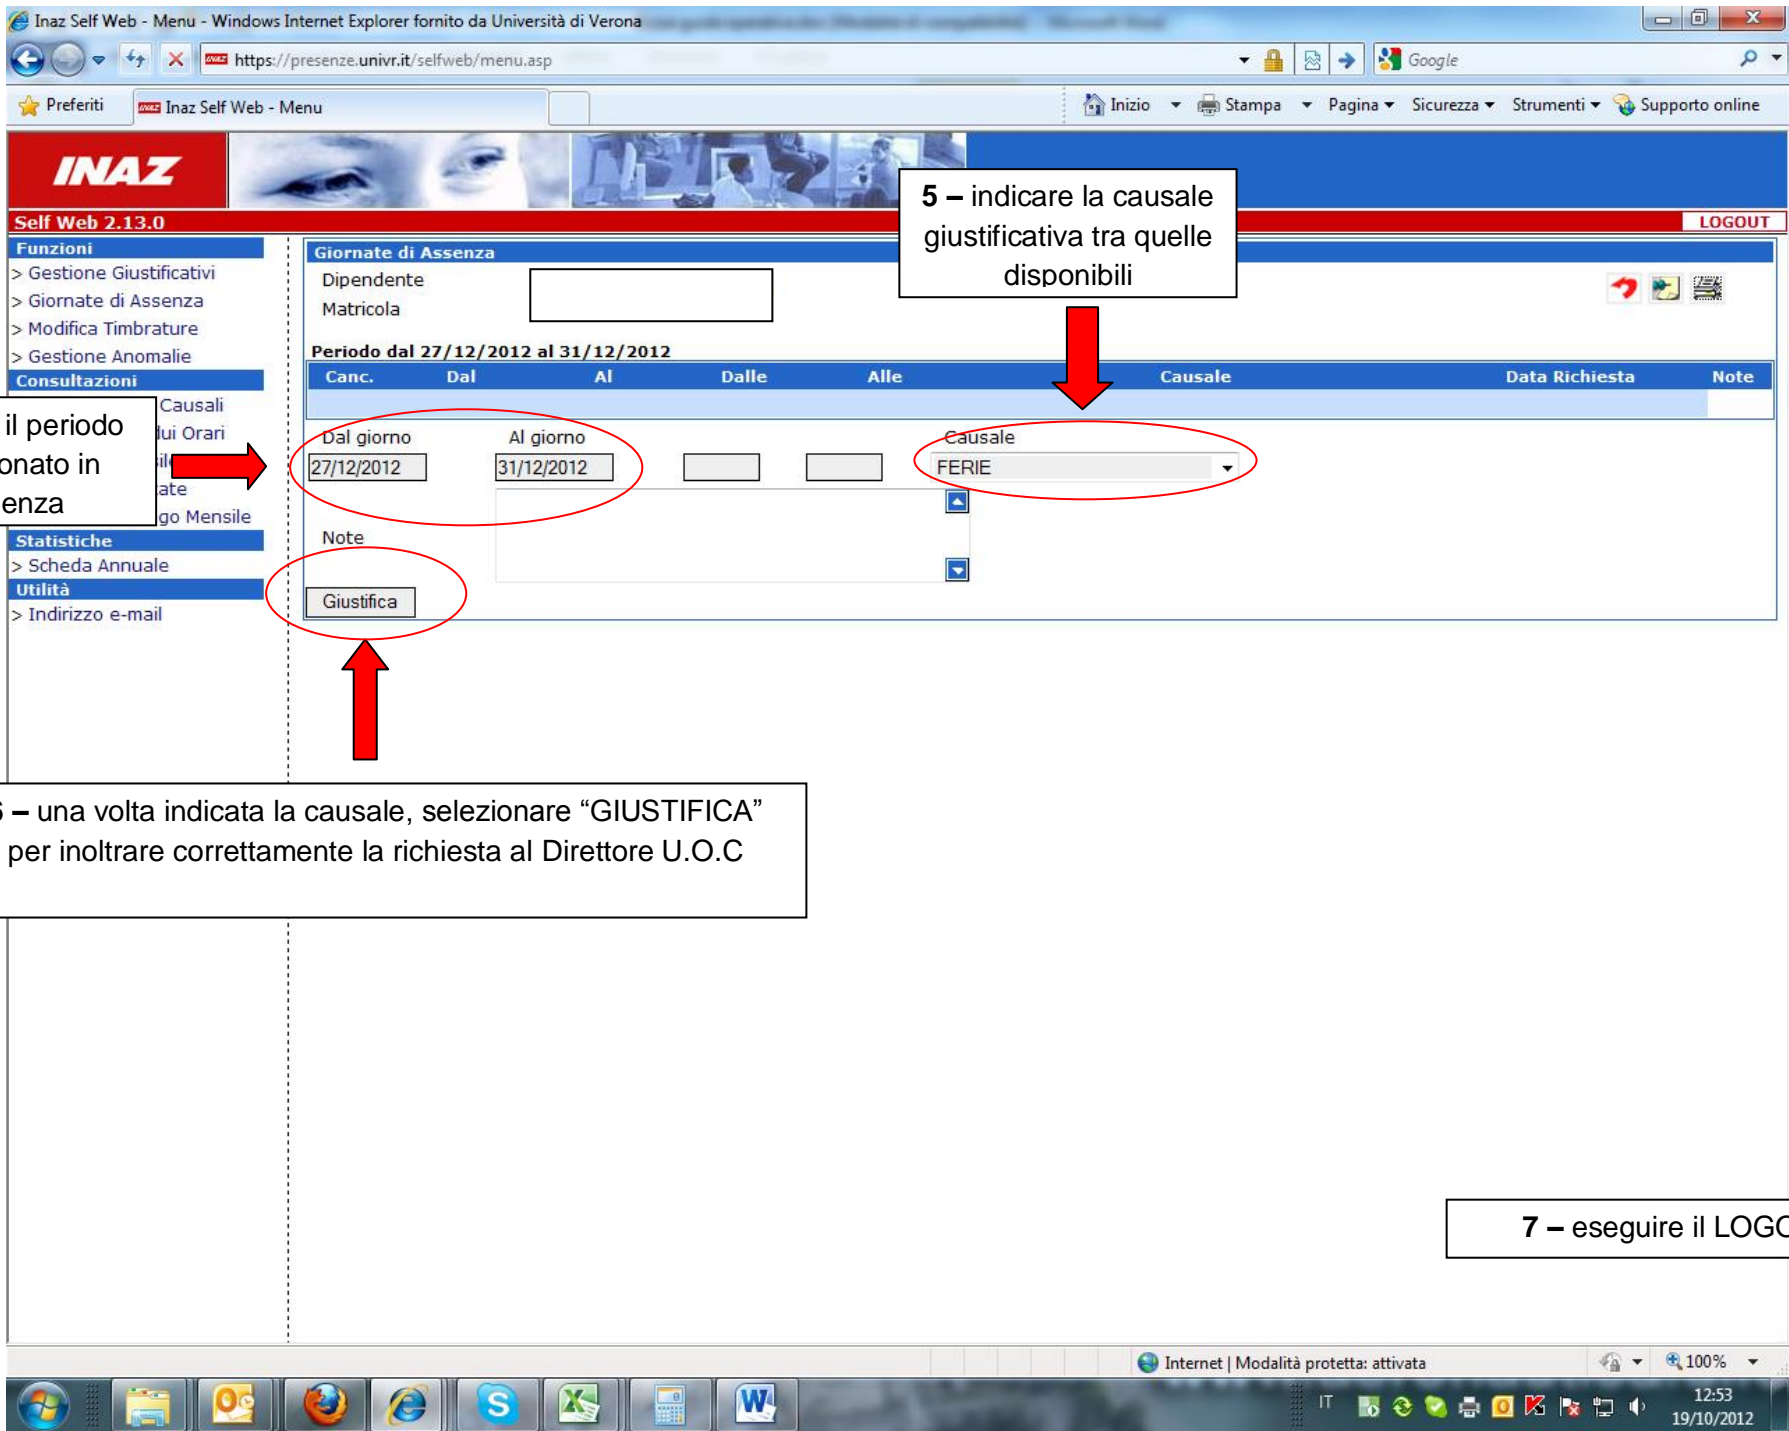 Inaz Self Web - Menu - Windows Internet Explorer fornito da Università di Verona
https://presenze.univr.it/selfweb/menu.asp
Google
Preferiti
Inaz Self Web - Menu
Inizio
Stampa
Pagina
Sicurezza
Strumenti
Supporto online
INAZ
Self Web 2.13.0
LOGOUT
5 – indicare la causale
giustificativa tra quelle
disponibili
Funzioni
> Gestione Giustificativi
> Giornate di Assenza
> Modifica Timbrature
> Gestione Anomalie
Consultazioni
Causali
lui Orari
ate
go Mensile
Statistiche
> Scheda Annuale
Utilità
> Indirizzo e-mail
il periodo
onato in
enza
Giornate di Assenza
Dipendente
Matricola
Periodo dal 27/12/2012 al 31/12/2012
Canc. Dal Al Dalle Alle Causale Data Richiesta Note
Dal giorno Al giorno Causale
27/12/2012 31/12/2012 FERIE
Note
Giustifica
6 – una volta indicata la causale, selezionare “GIUSTIFICA”
per inoltrare correttamente la richiesta al Direttore U.O.C
7 – eseguire il LOGO
Internet | Modalità protetta: attivata
100%
IT
12:53
19/10/2012